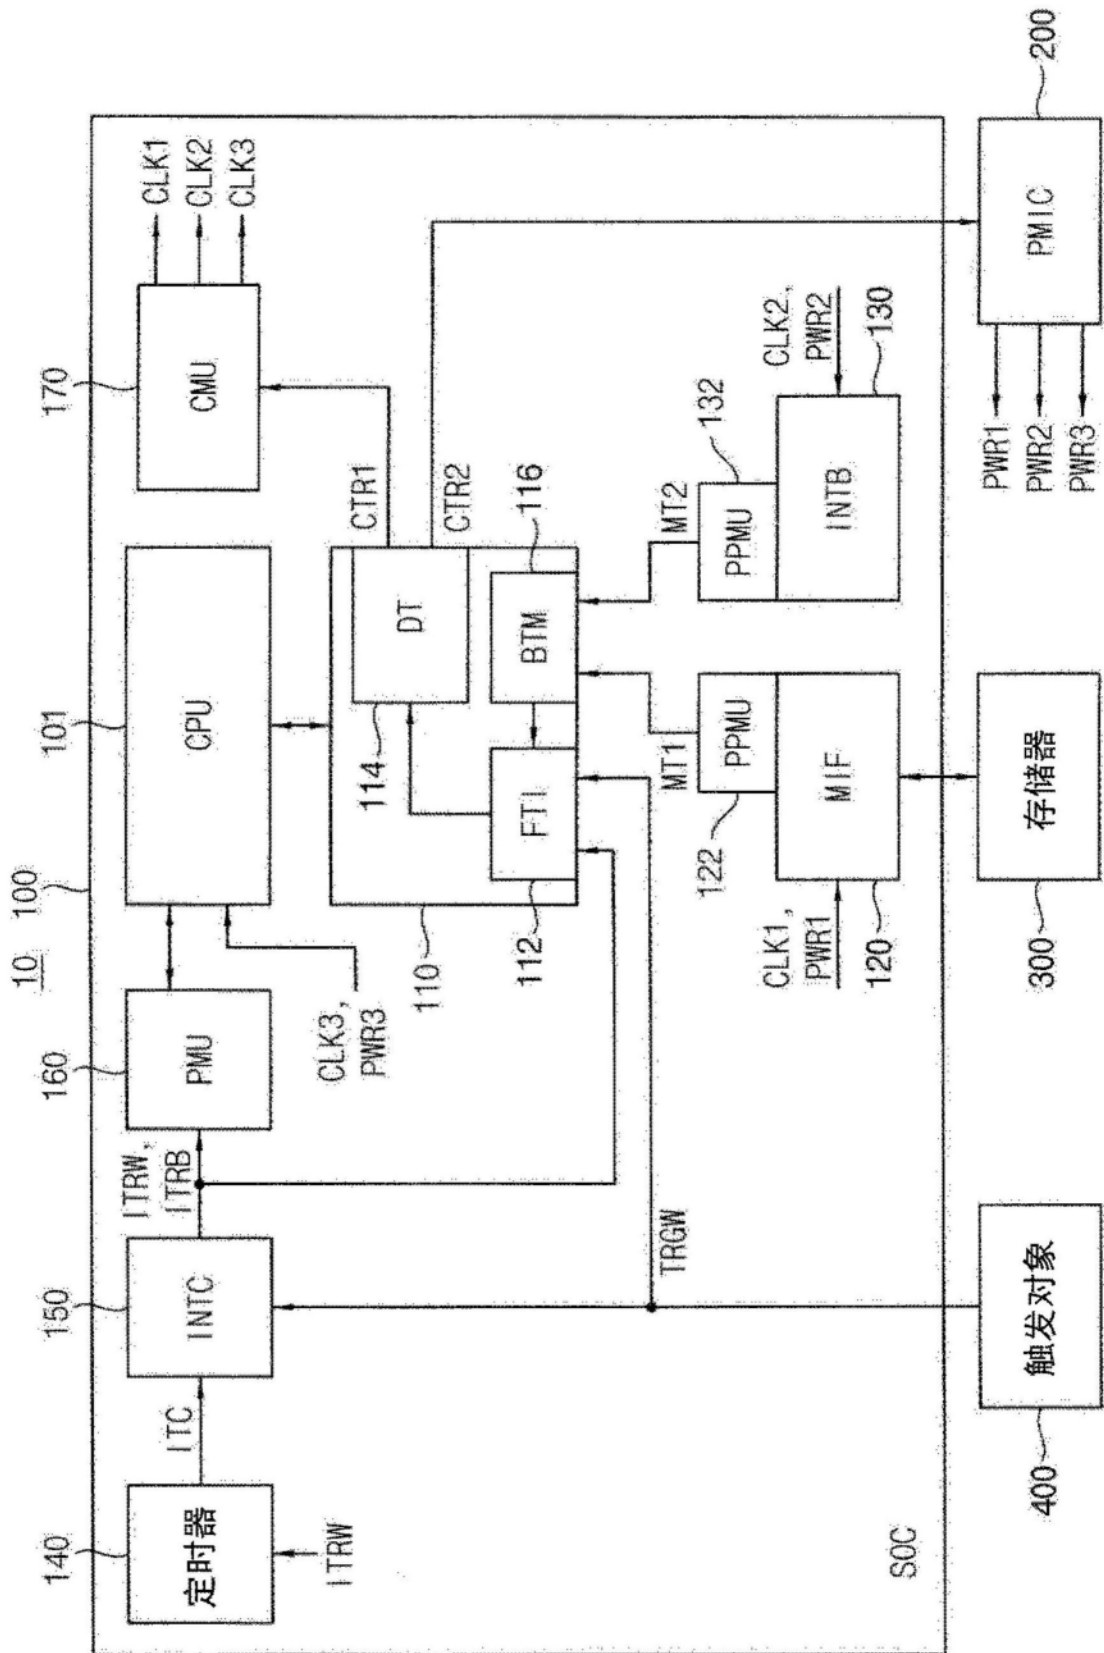 10
100
SOC
140
定时器
ITRW
ITC
150
INTC
ITRW,
ITRB
160
PMU
CLK3,
PWR3
101
CPU
170
CMU
CLK1
CLK2
CLK3
110
112
FTI
114
DT
116
BTM
CTR1
CTR2
TRGW
MT1
122
PPMU
MIF
120
CLK1,
PWR1
MT2
132
PPMU
INTB
130
CLK2,
PWR2
400
触发对象
300
存储器
200
PMIC
PWR1
PWR2
PWR3